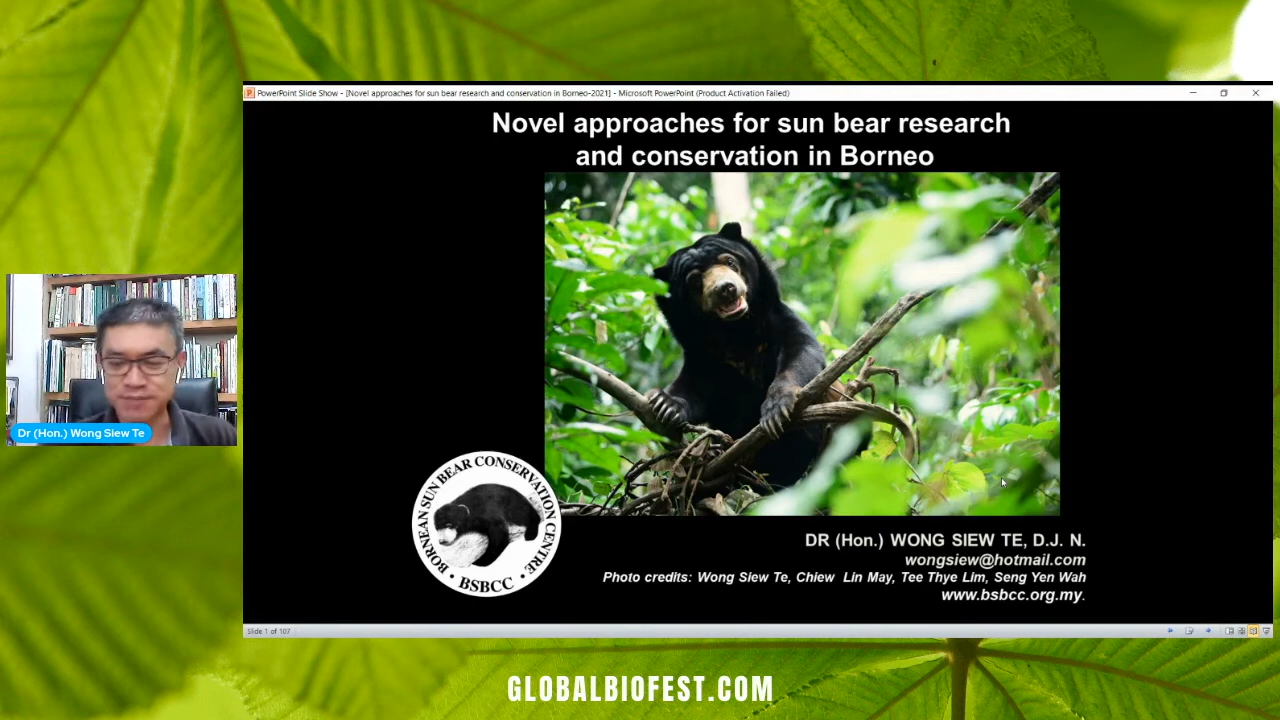 PowerPoint Slide Show - [Novel approaches for sun bear research and conservation in Borneo-2021] - Microsoft PowerPoint (Product Activation Failed)
Novel approaches for sun bear research
and conservation in Borneo
Dr (Hon.) Wong Siew Te
BORNEAN SUN BEAR CONSERVATION CENTRE
• BSBCC •
DR (Hon.) WONG SIEW TE, D.J. N.
wongsiew@hotmail.com
Photo credits: Wong Siew Te, Chiew Lin May, Tee Thye Lim, Seng Yen Wah
www.bsbcc.org.my.
Slide 1 of 107
GLOBALBIOFEST.COM